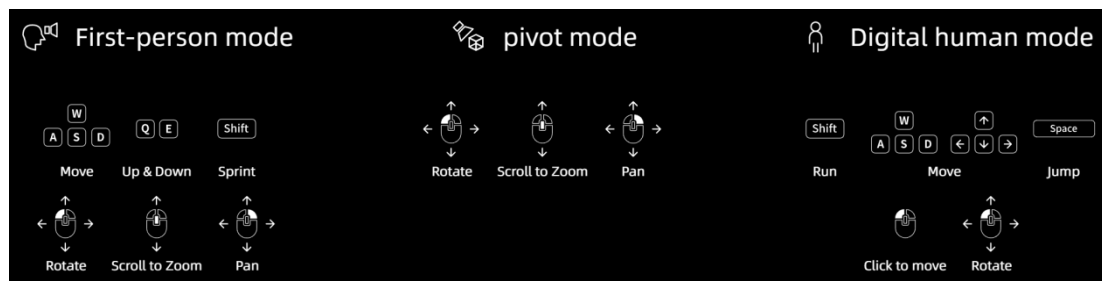 First-person mode
W
A S D
Q E
Shift
Move Up & Down Sprint
Rotate Scroll to Zoom Pan
pivot mode
Rotate Scroll to Zoom Pan
Digital human mode
Shift
W
A S D
↑
← ↓ →
Space
Run Move Jump
Click to move Rotate